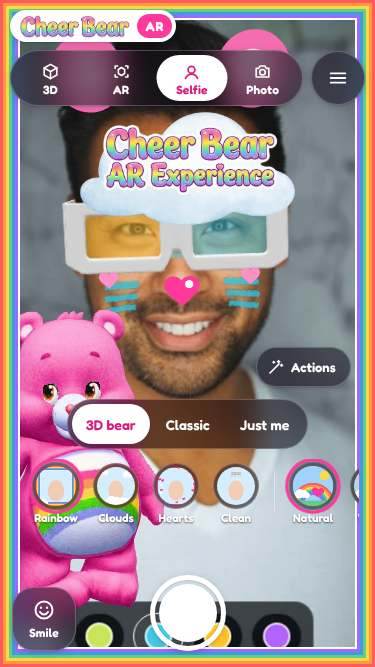 Cheer Bear AR
3D
AR
Selfie
Photo
Cheer Bear
AR Experience
Actions
3D bear
Classic
Just me
Rainbow
Clouds
Hearts
Clean
Natural
Smile